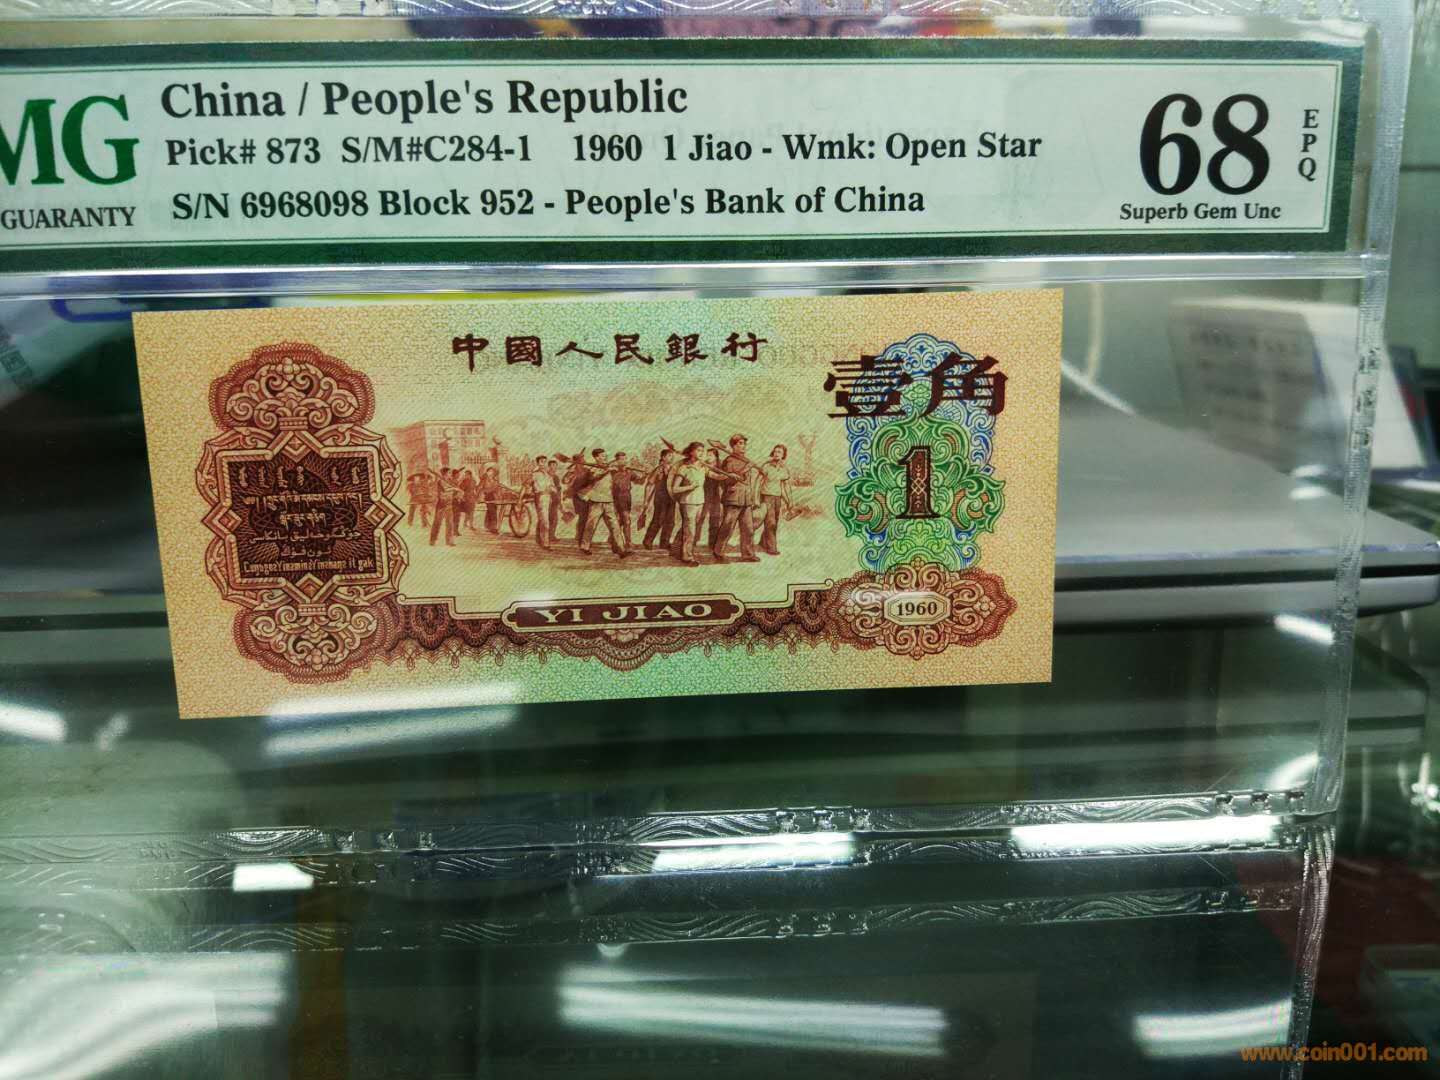 MG
GUARANTY
China / People's Republic
Pick# 873 S/M#C284-1 1960 1 Jiao - Wmk: Open Star
S/N 6968098 Block 952 - People's Bank of China
68
EPQ
Superb Gem Unc
中國人民銀行
壹角
1
YI JIAO
1960
www.coin001.com